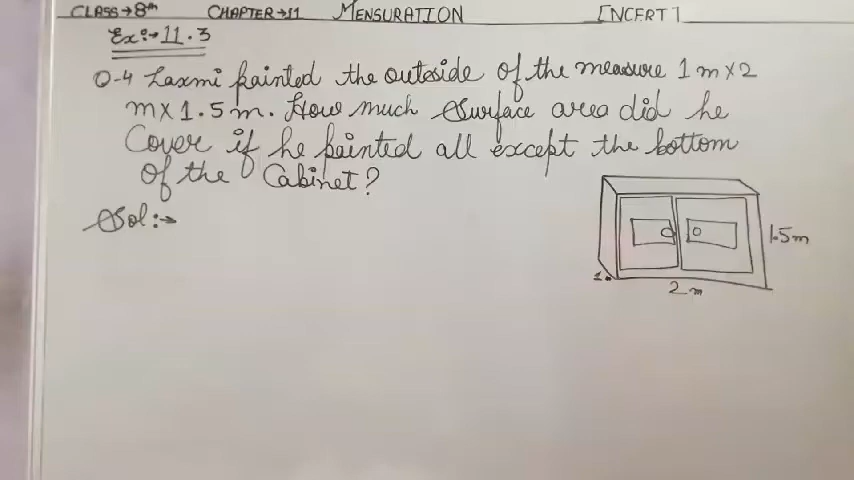 CLASS→8th CHAPTER→11 MENSURATION [NCERT]
Ex:→11.3
Q-4 Laxmi painted the outside of the measure 1 m x 2
m x 1.5 m. How much Surface area did he
Cover if he painted all except the bottom
of the Cabinet?
Sol:→
1.5m
1m
2 m